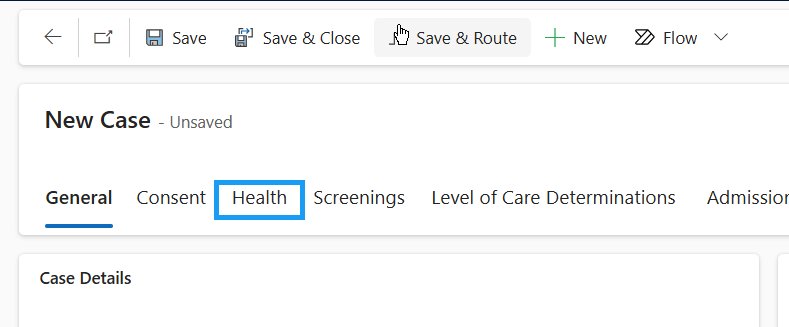 Save Save & Close Save & Route New Flow
New Case - Unsaved
General Consent Health Screenings Level of Care Determinations Admission
Case Details